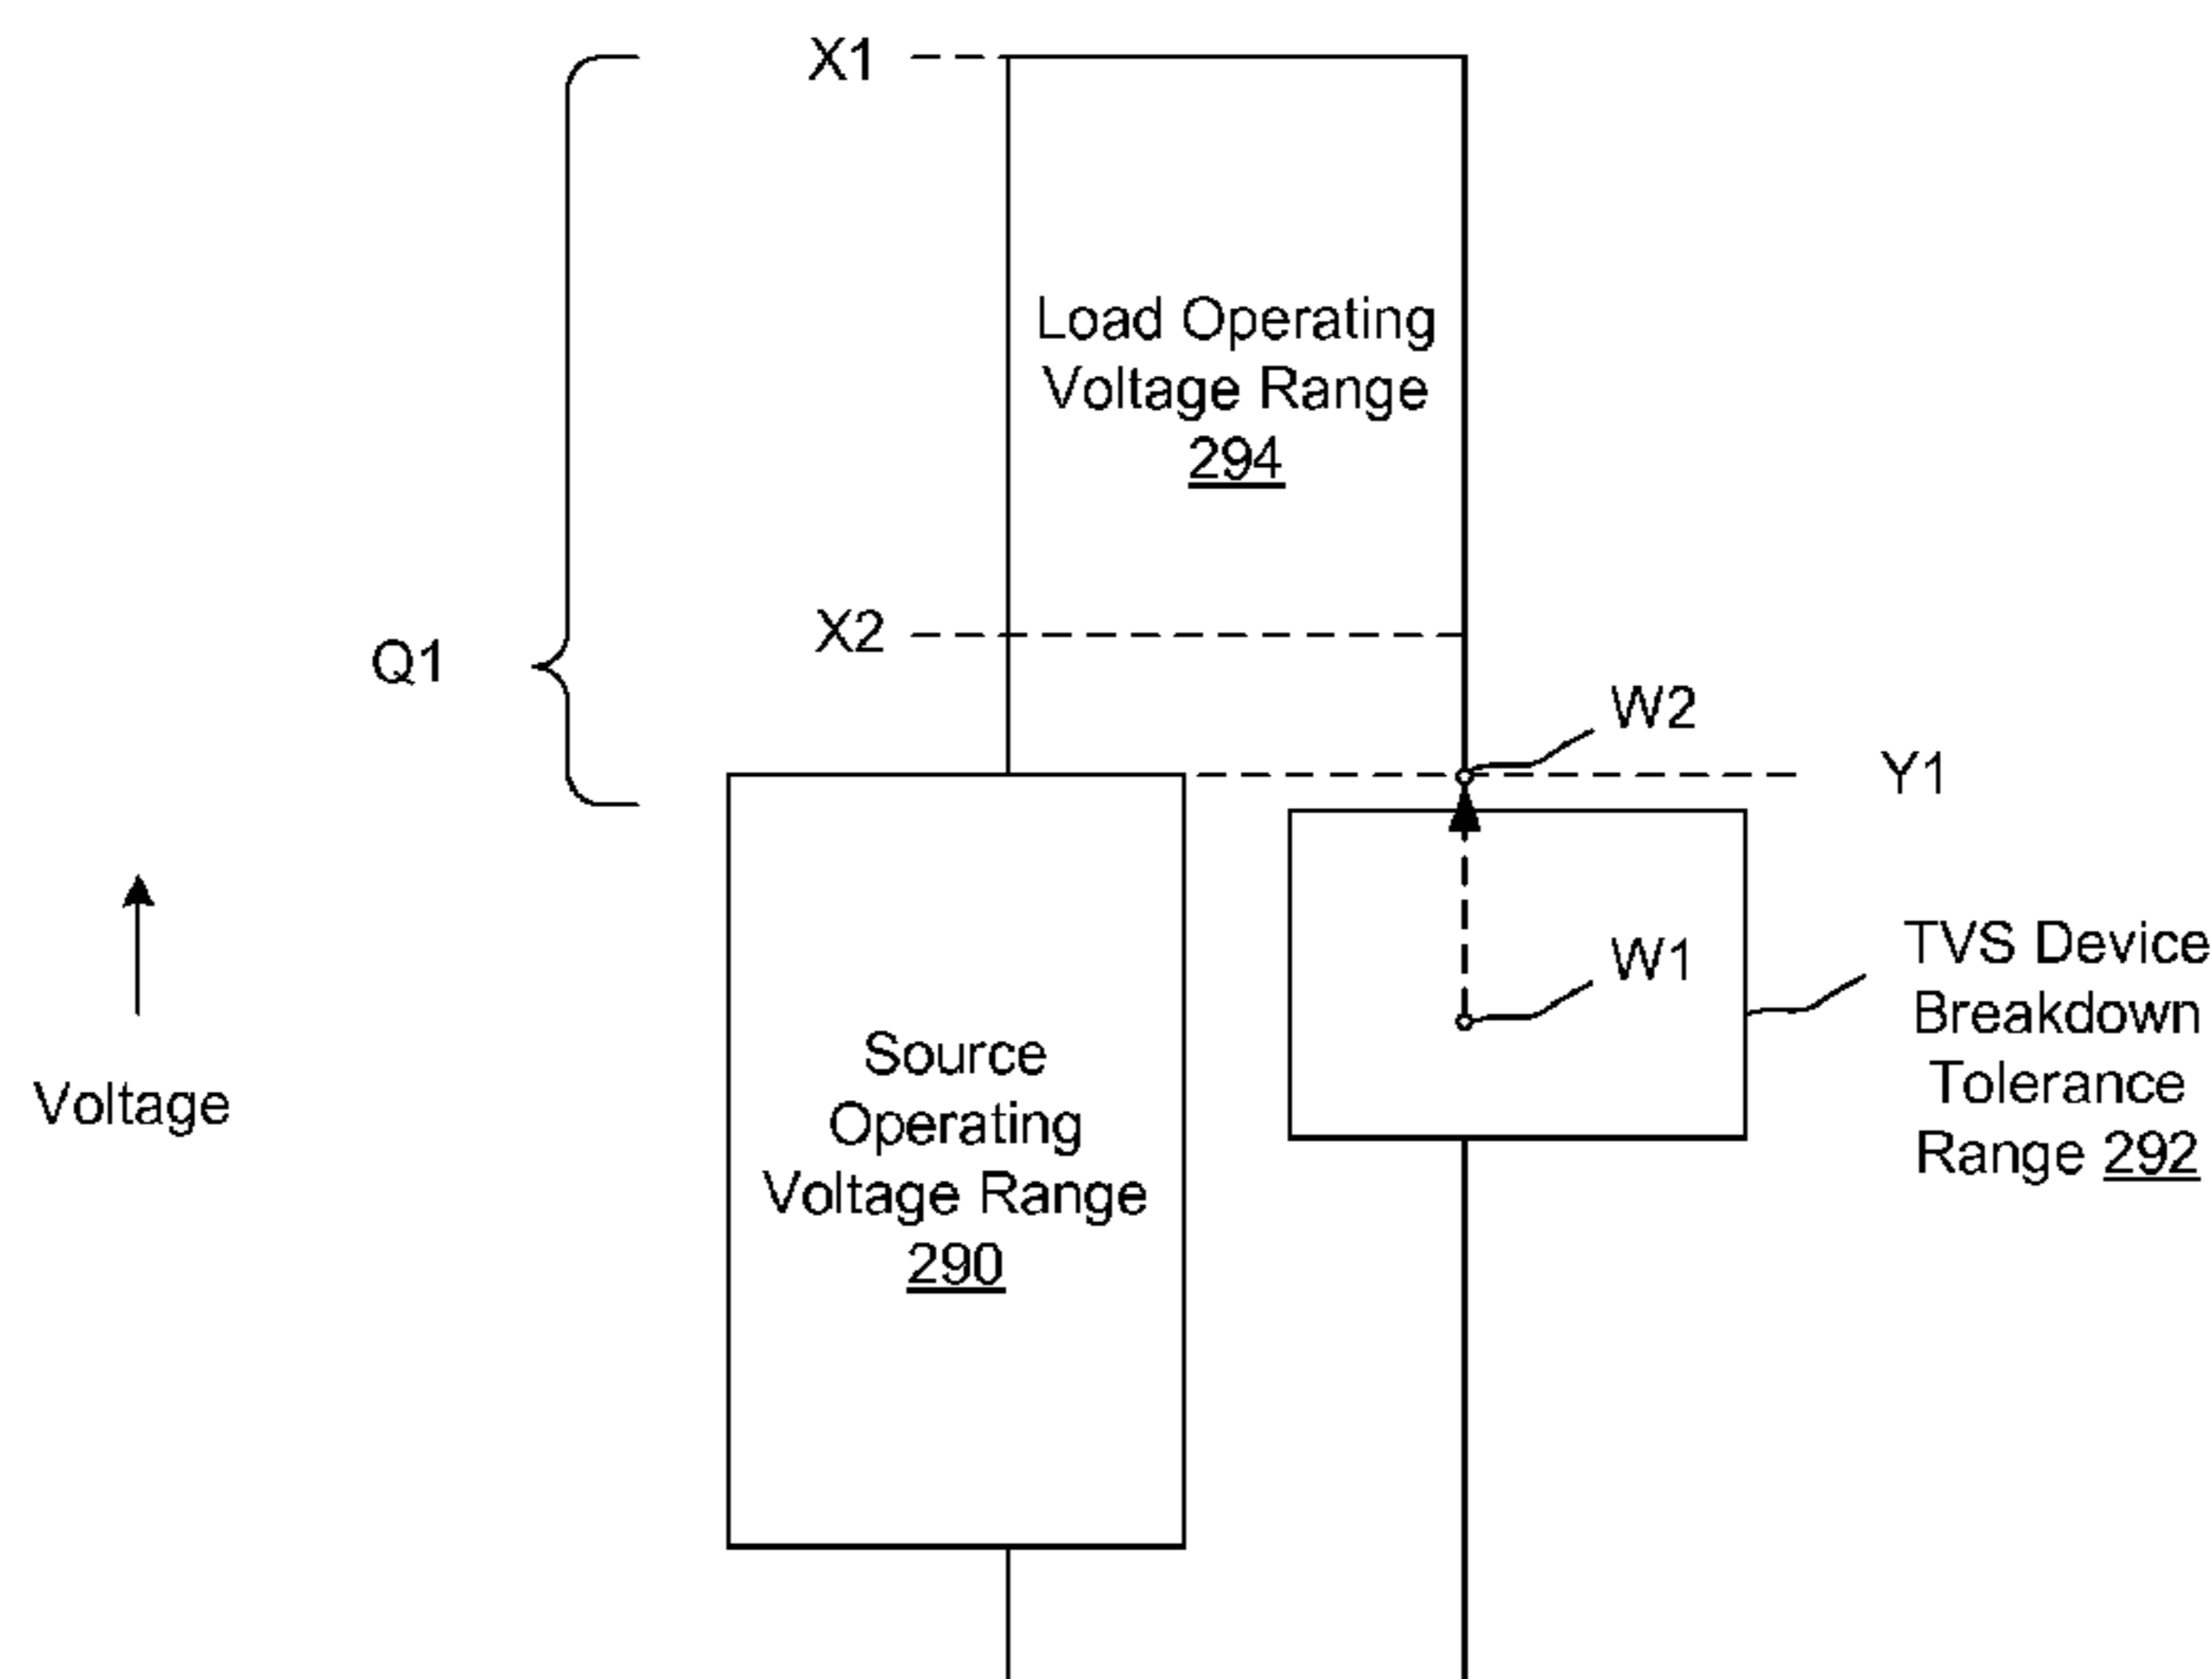 X1
Load Operating
Voltage Range
294
X2
Q1
W2
Y1
W1
TVS Device
Breakdown
Tolerance
Range 292
Source
Operating
Voltage Range
290
Voltage